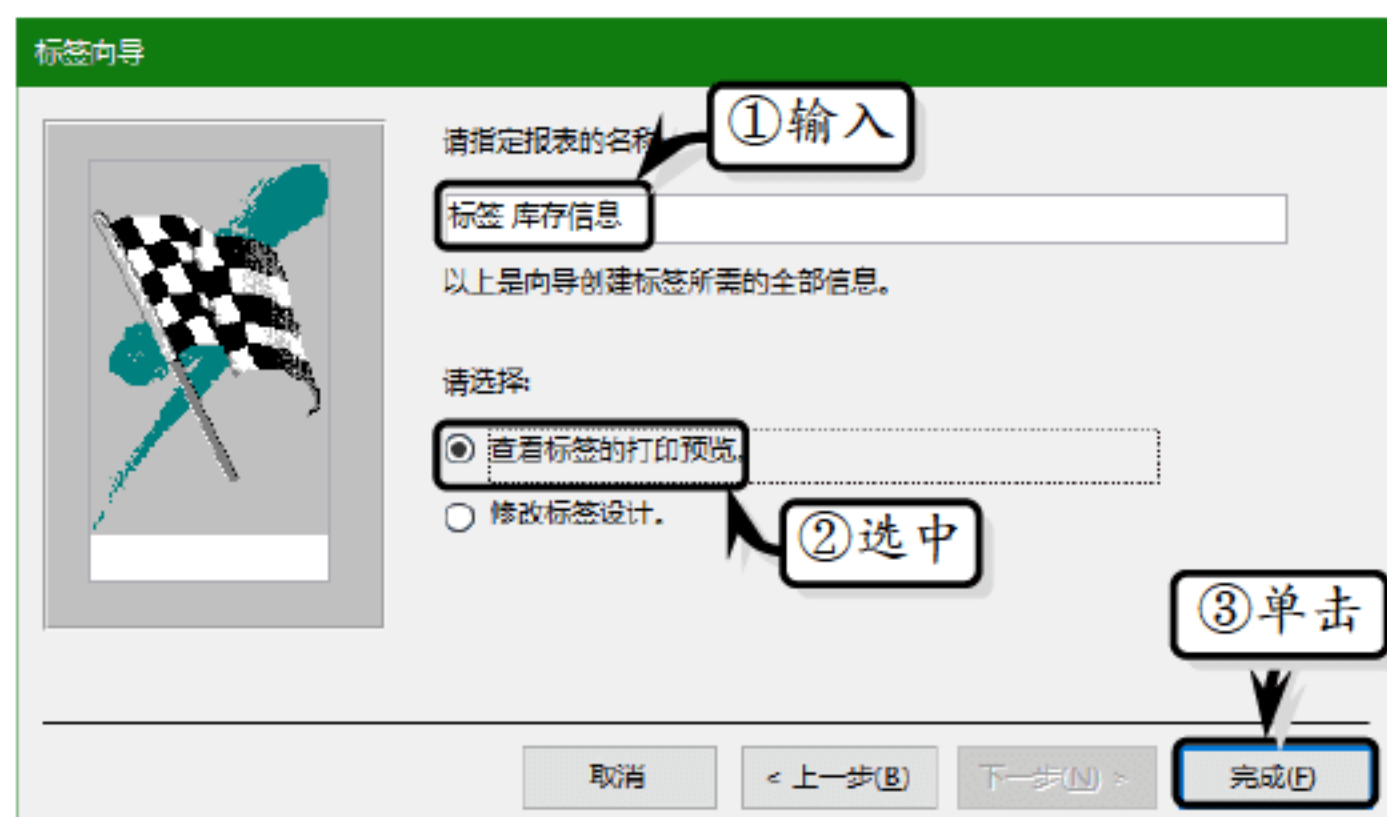 标签向导
①输入
请指定报表的名称
标签 库存信息
以上是向导创建标签所需的全部信息。
请选择:
查看标签的打印预览。
修改标签设计。
②选中
③单击
取消
< 上一步(B)
下一步(N) >
完成(F)